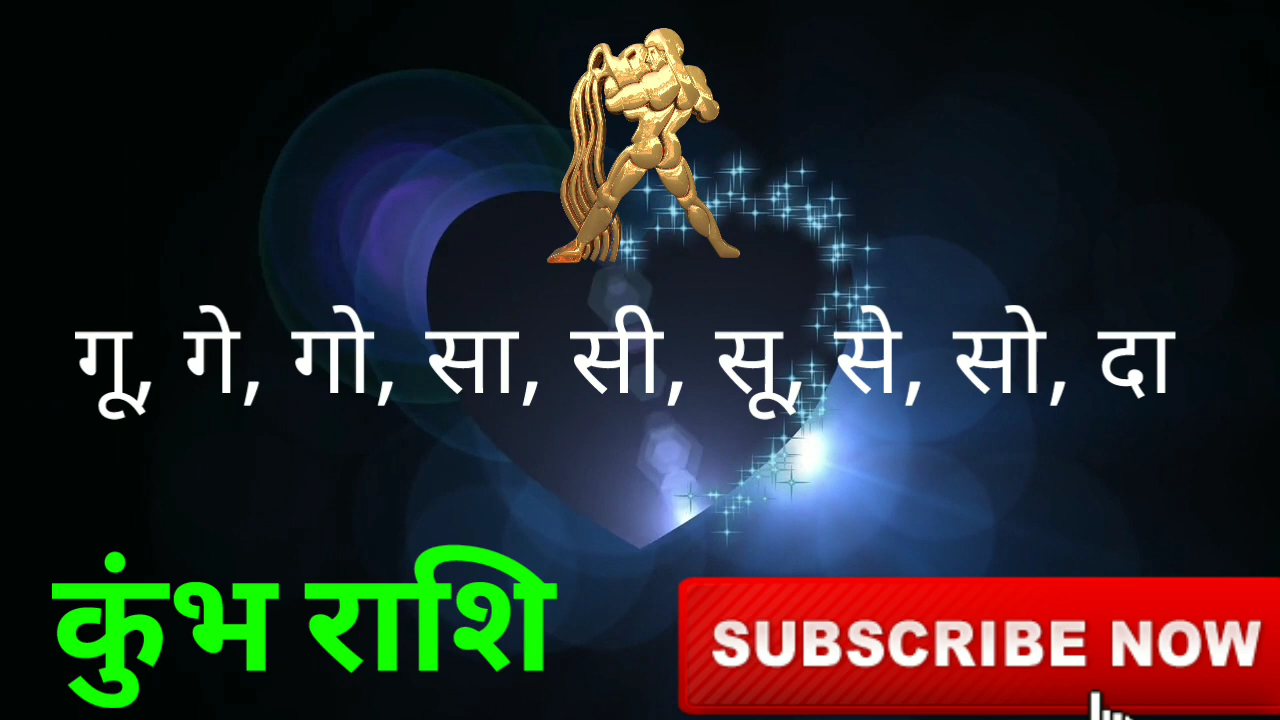 गू, गे, गो, सा, सी, सू, से, सो, दा
कुंभ राशि
SUBSCRIBE NOW